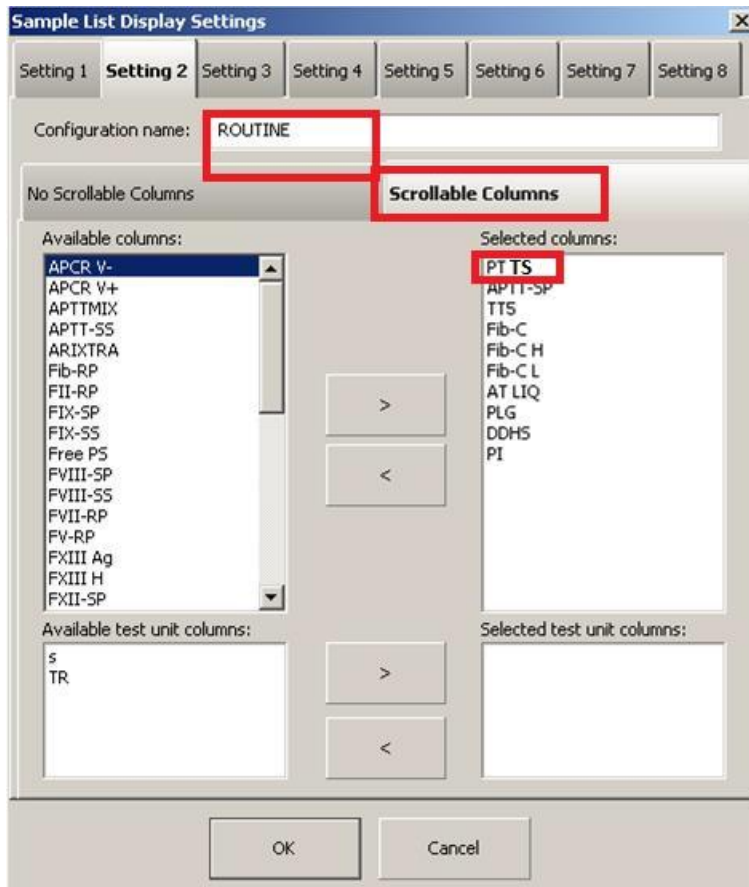 Sample List Display Settings
Setting 1 Setting 2 Setting 3 Setting 4 Setting 5 Setting 6 Setting 7 Setting 8
Configuration name: ROUTINE
No Scrollable Columns Scrollable Columns
Available columns:
APCR V-
APCR V+
APTTMIX
APTT-SS
ARIXTRA
Fib-RP
FII-RP
FIX-SP
FIX-SS
Free PS
FVIII-SP
FVIII-SS
FVII-RP
FV-RP
FXIII Ag
FXIII H
FXII-SP
>
<
Selected columns:
PT TS
APTT-SP
TT5
Fib-C
Fib-C H
Fib-C L
AT LIQ
PLG
DDHS
PI
Available test unit columns:
s
TR
>
<
Selected test unit columns:
OK Cancel